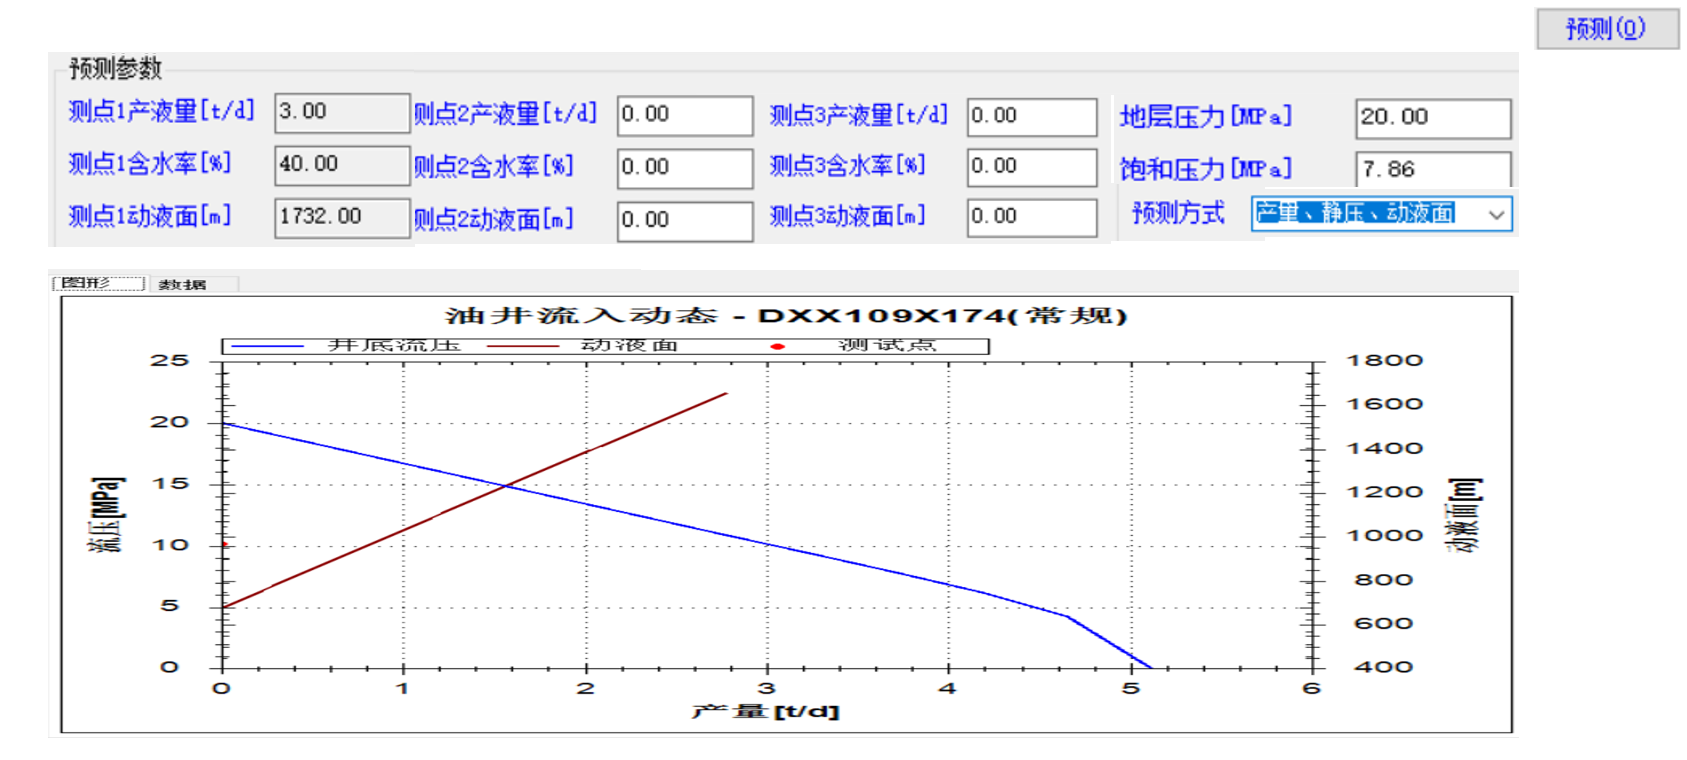 预测(O)
预测参数
测点1产液量[t/d] 3.00 测点2产液量[t/d] 0.00 测点3产液量[t/d] 0.00 地层压力[MPa] 20.00
测点1含水率[%] 40.00 测点2含水率[%] 0.00 测点3含水率[%] 0.00 饱和压力[MPa] 7.86
测点1动液面[m] 1732.00 测点2动液面[m] 0.00 测点3动液面[m] 0.00 预测方式 产量、静压、动液面
图形 数据
油井流入动态 - DXX109X174(常规)
井底流压 动液面 测试点
25 1800
20 1600
1400
15 1200
10 1000
800
5 600
0 400
流压[MPa]
动液面[m]
0 1 2 3 4 5 6
产量[t/d]